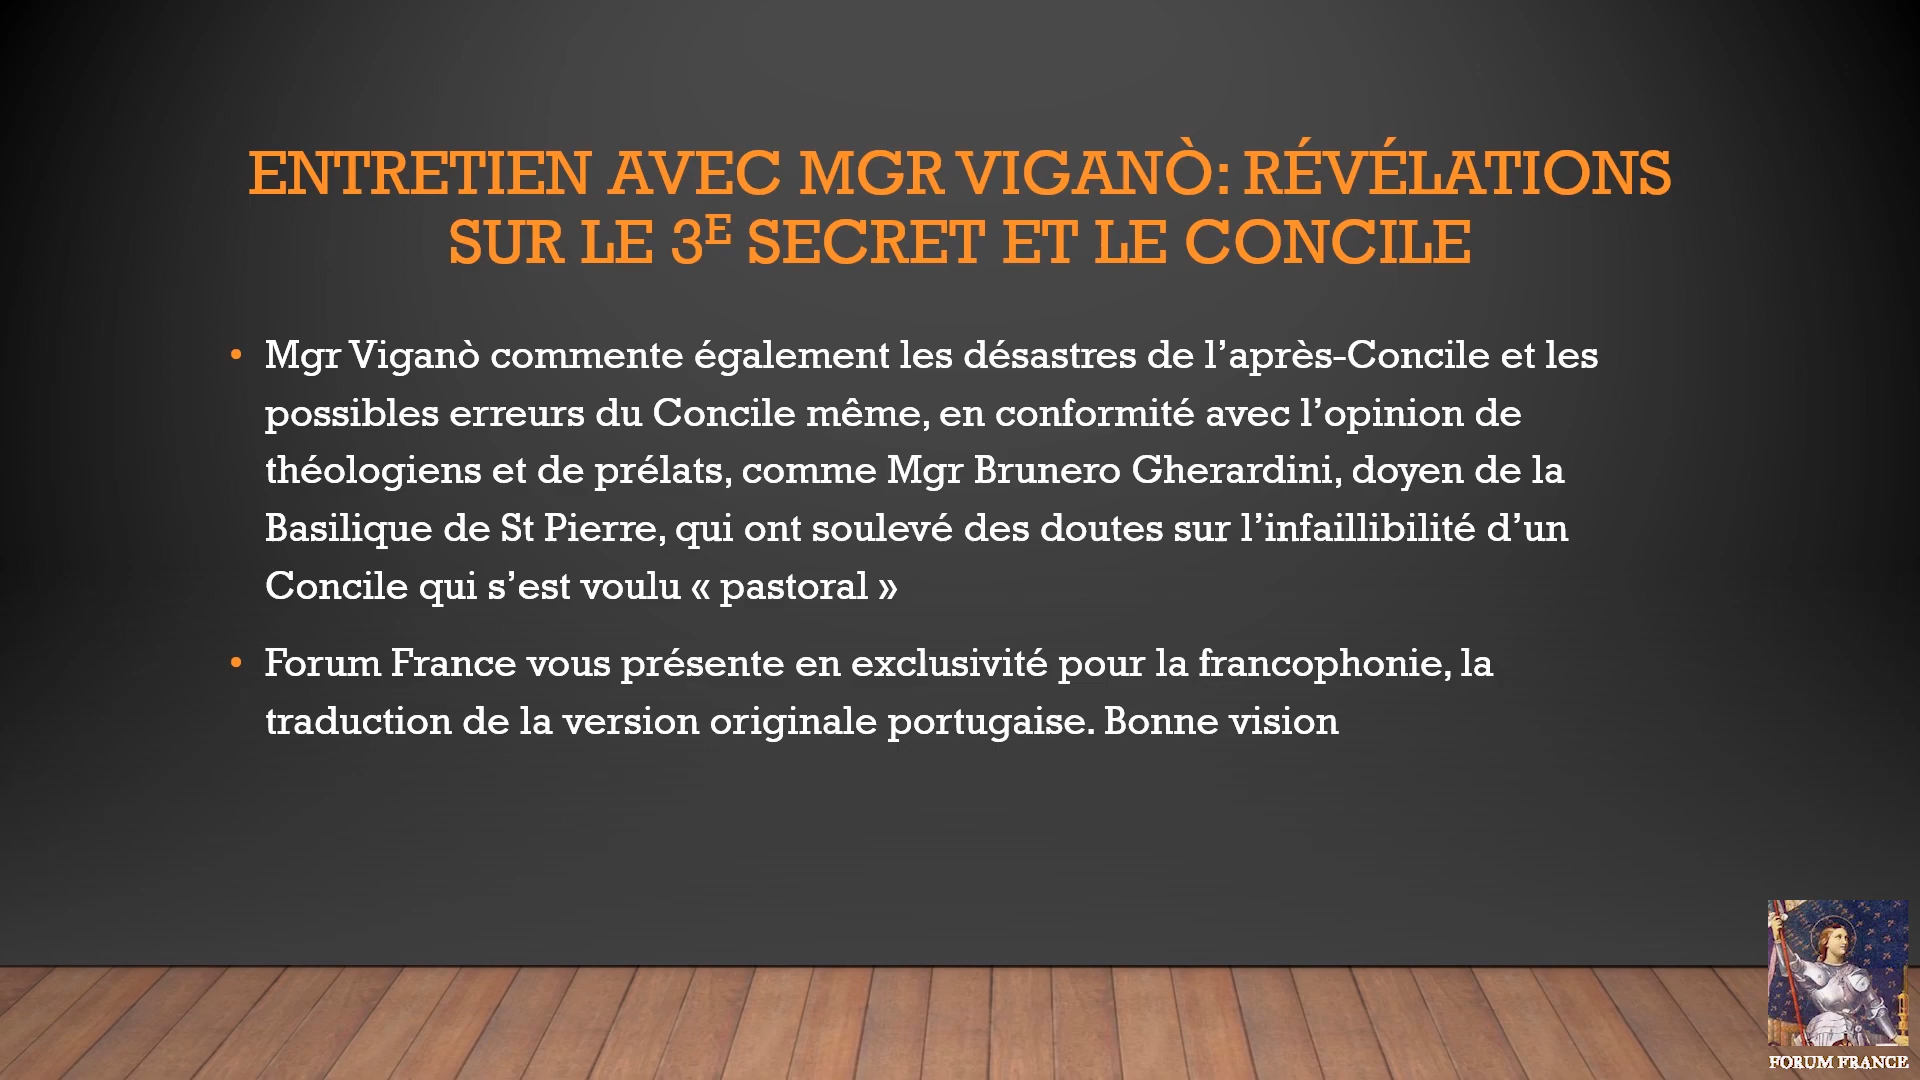 ENTRETIEN AVEC MGR VIGANÒ: RÉVÉLATIONS
SUR LE 3E SECRET ET LE CONCILE
• Mgr Viganò commente également les désastres de l’après-Concile et les
possibles erreurs du Concile même, en conformité avec l’opinion de
théologiens et de prélats, comme Mgr Brunero Gherardini, doyen de la
Basilique de St Pierre, qui ont soulevé des doutes sur l’infaillibilité d’un
Concile qui s’est voulu « pastoral »
• Forum France vous présente en exclusivité pour la francophonie, la
traduction de la version originale portugaise. Bonne vision
FORUM FRANCE